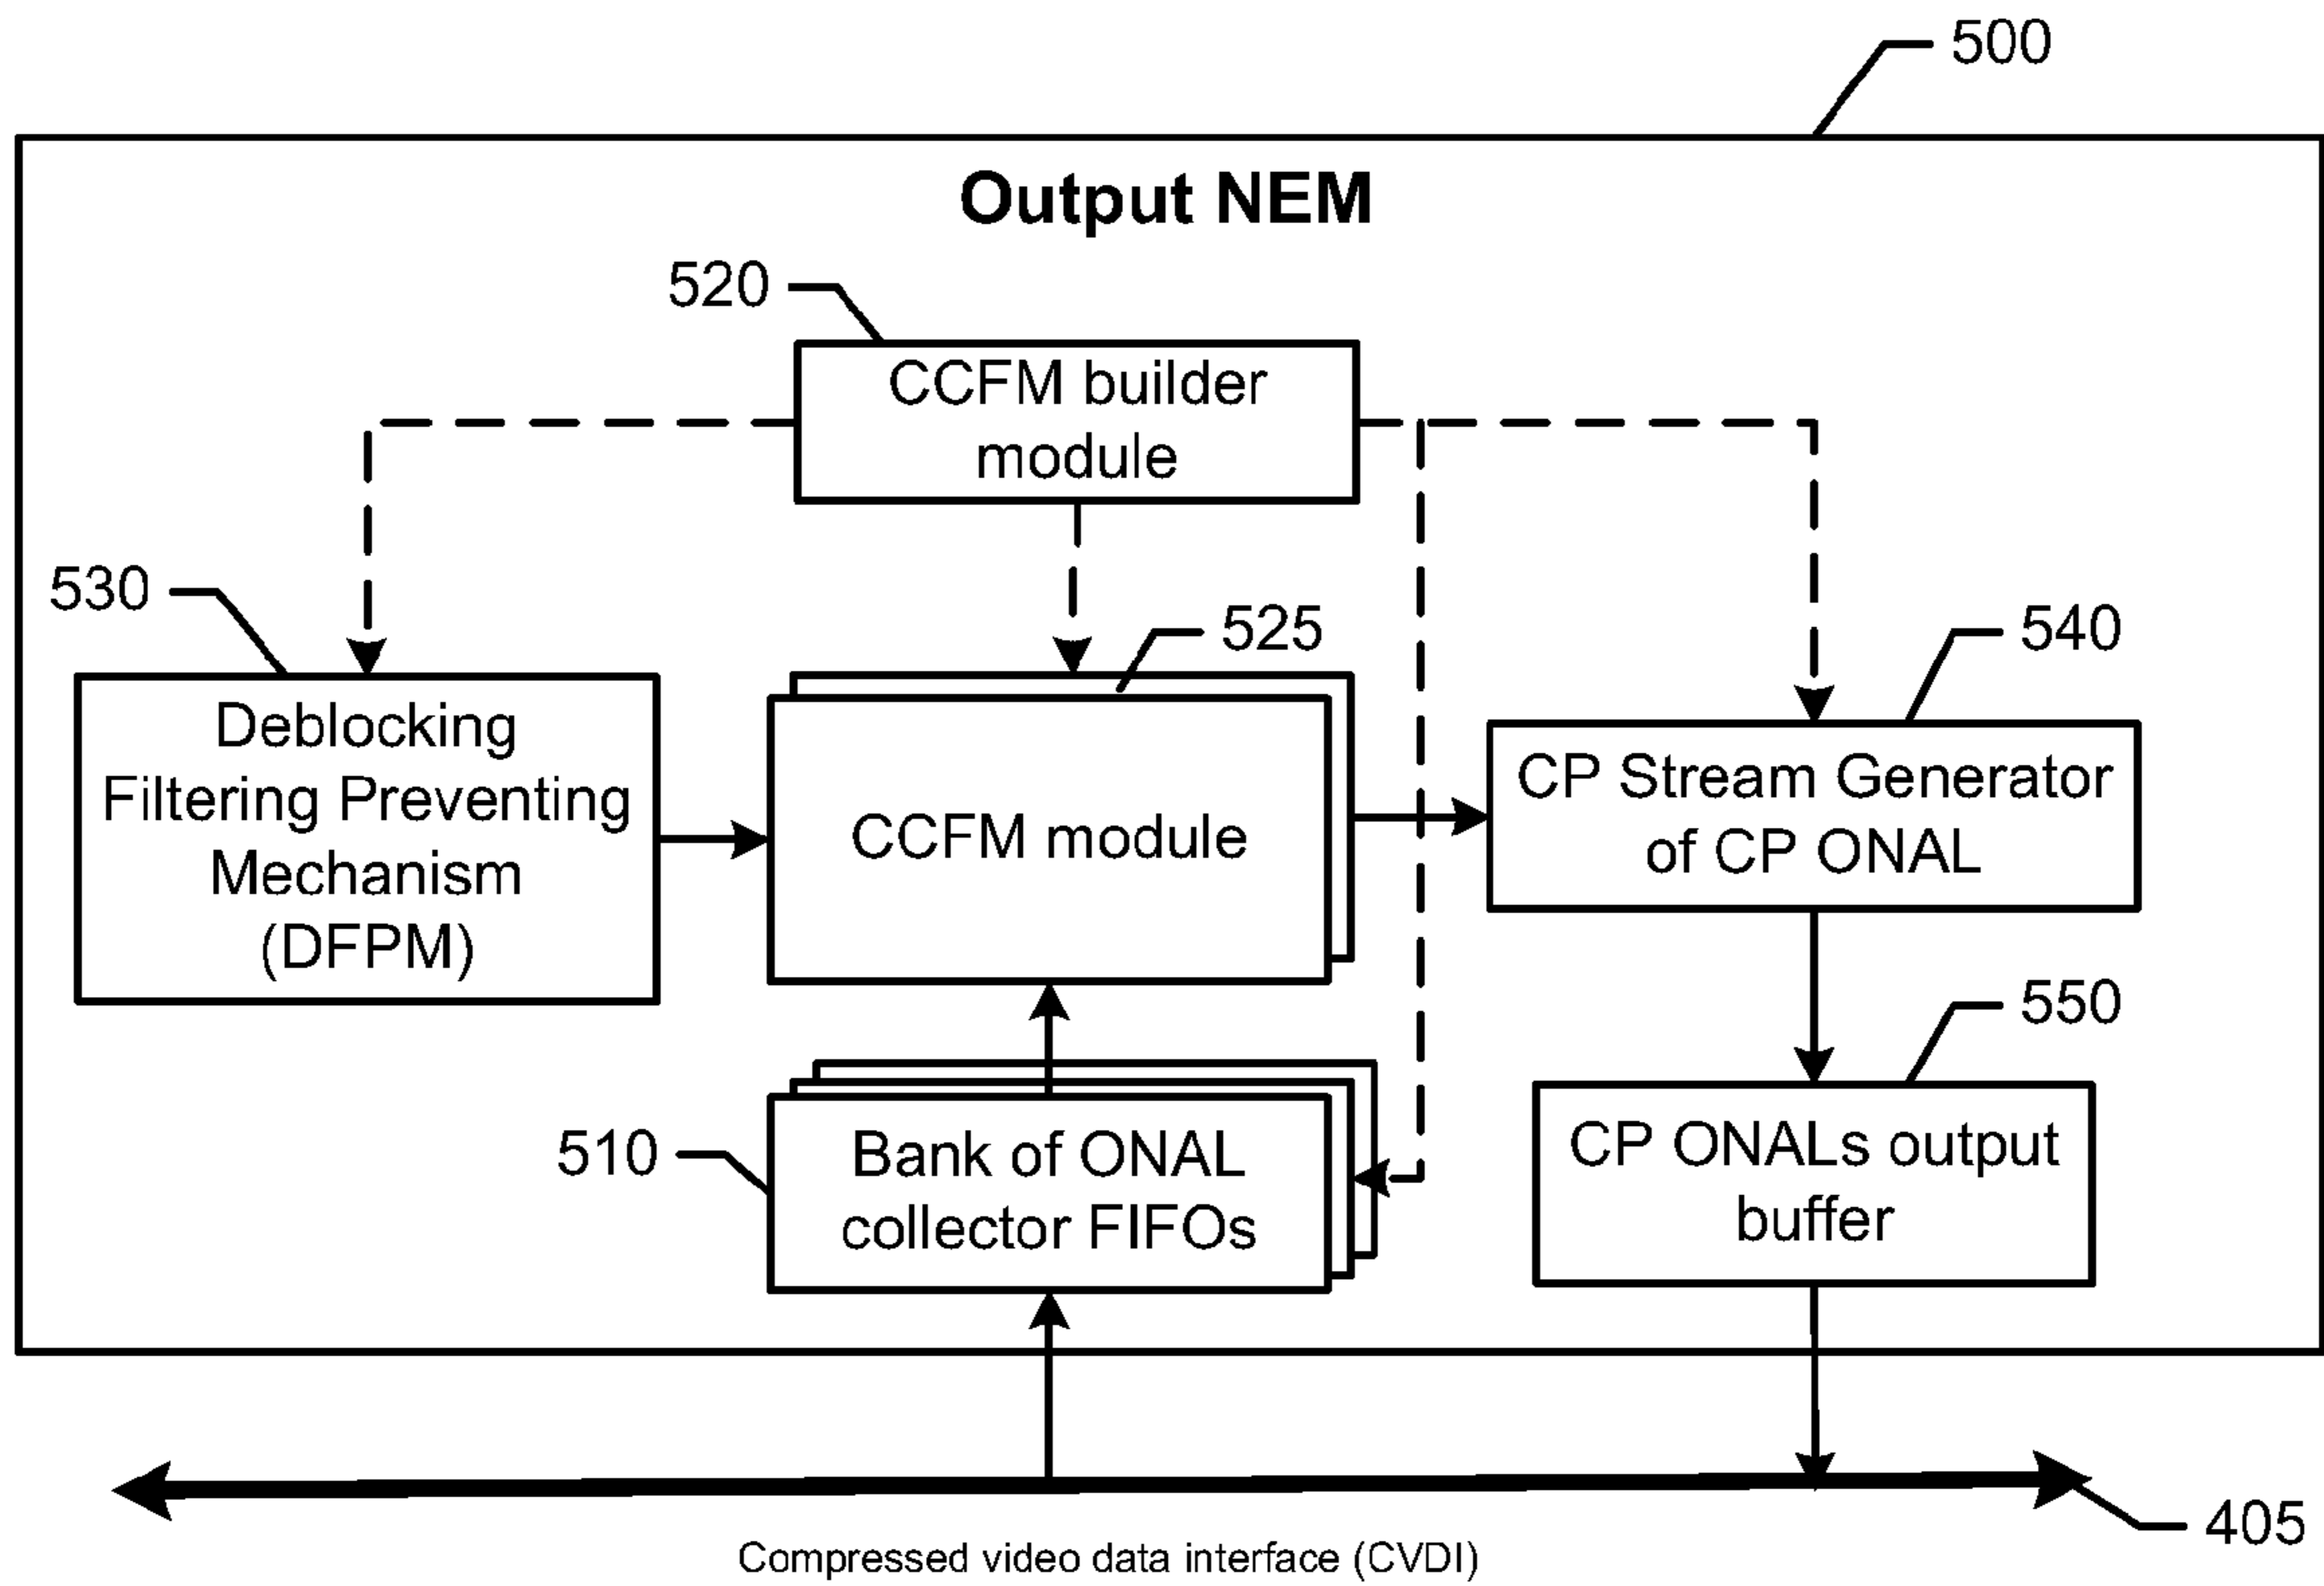 500
Output NEM
520
CCFM builder
module
530
525
540
Deblocking
Filtering Preventing
Mechanism
(DFPM)
CCFM module
CP Stream Generator
of CP ONAL
550
510
Bank of ONAL
collector FIFOs
CP ONALs output
buffer
405
Compressed video data interface (CVDI)